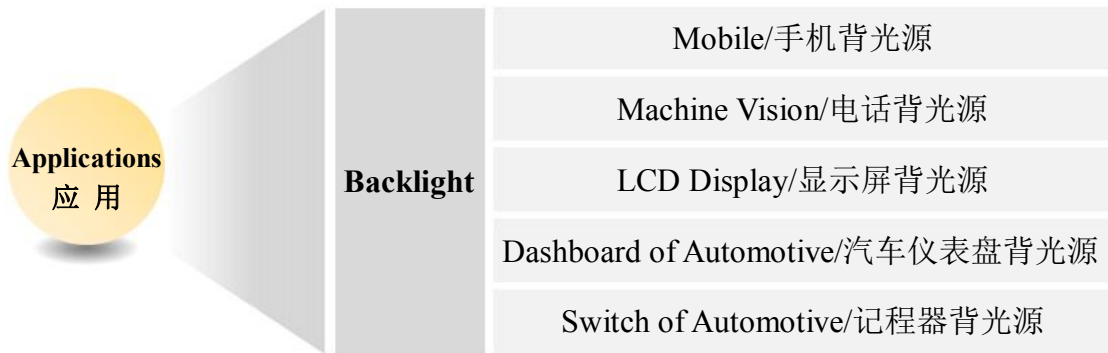 Applications
应 用
Backlight
Mobile/手机背光源
Machine Vision/电话背光源
LCD Display/显示屏背光源
Dashboard of Automotive/汽车仪表盘背光源
Switch of Automotive/记程器背光源